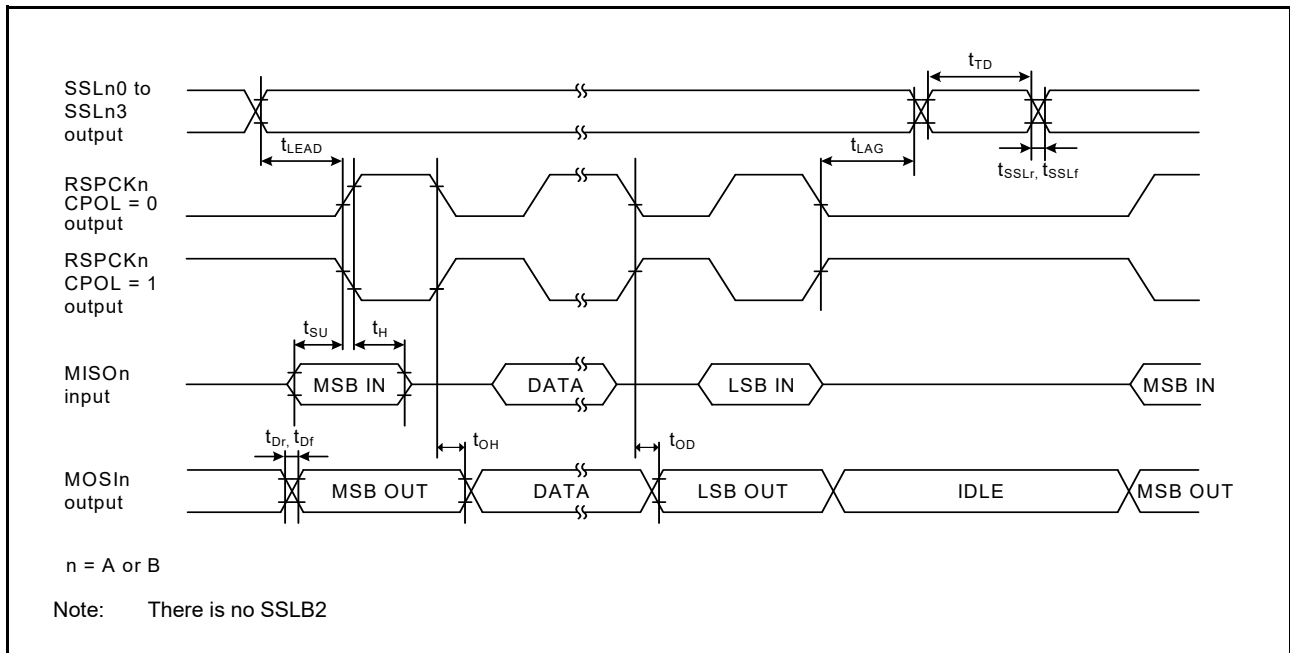 SSLn0 to
SSLn3
output
tTD
tLEAD
tLAG
tSSLr, tSSLf
RSPCKn
CPOL = 0
output
RSPCKn
CPOL = 1
output
tSU
tH
MISOn
input
MSB IN
DATA
LSB IN
MSB IN
tDr, tDf
tOH
tOD
MOSIn
output
MSB OUT
DATA
LSB OUT
IDLE
MSB OUT
n = A or B
Note: There is no SSLB2